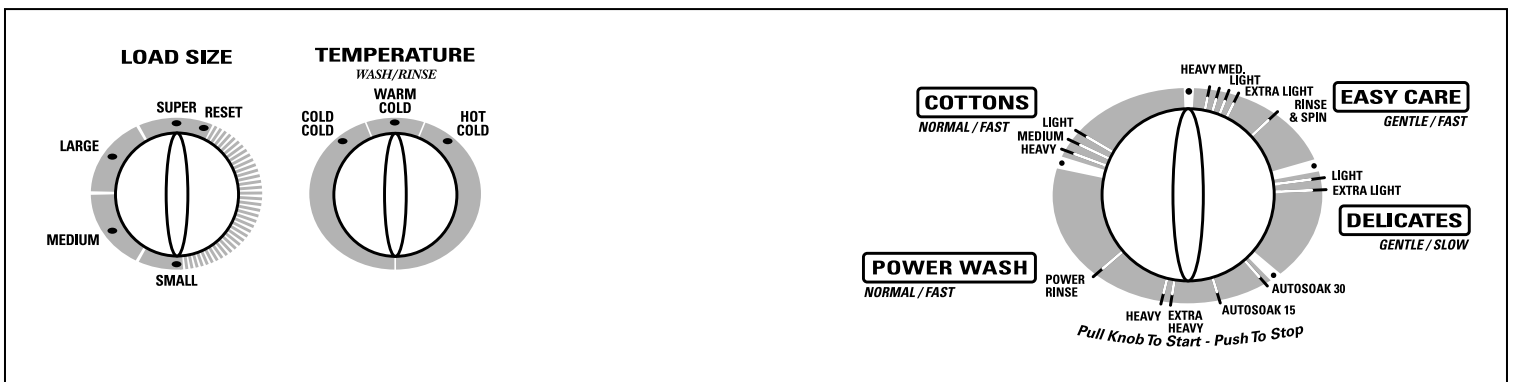 LOAD SIZE
SUPER
RESET
LARGE
MEDIUM
SMALL
TEMPERATURE
WASH/RINSE
COLD
COLD
WARM
COLD
HOT
COLD
COTTONS
NORMAL / FAST
LIGHT
MEDIUM
HEAVY
HEAVY MED.
LIGHT
EXTRA LIGHT
RINSE
& SPIN
EASY CARE
GENTLE / FAST
LIGHT
EXTRA LIGHT
DELICATES
GENTLE / SLOW
POWER WASH
NORMAL / FAST
POWER
RINSE
HEAVY
EXTRA
HEAVY
AUTOSOAK 15
AUTOSOAK 30
Pull Knob To Start - Push To Stop